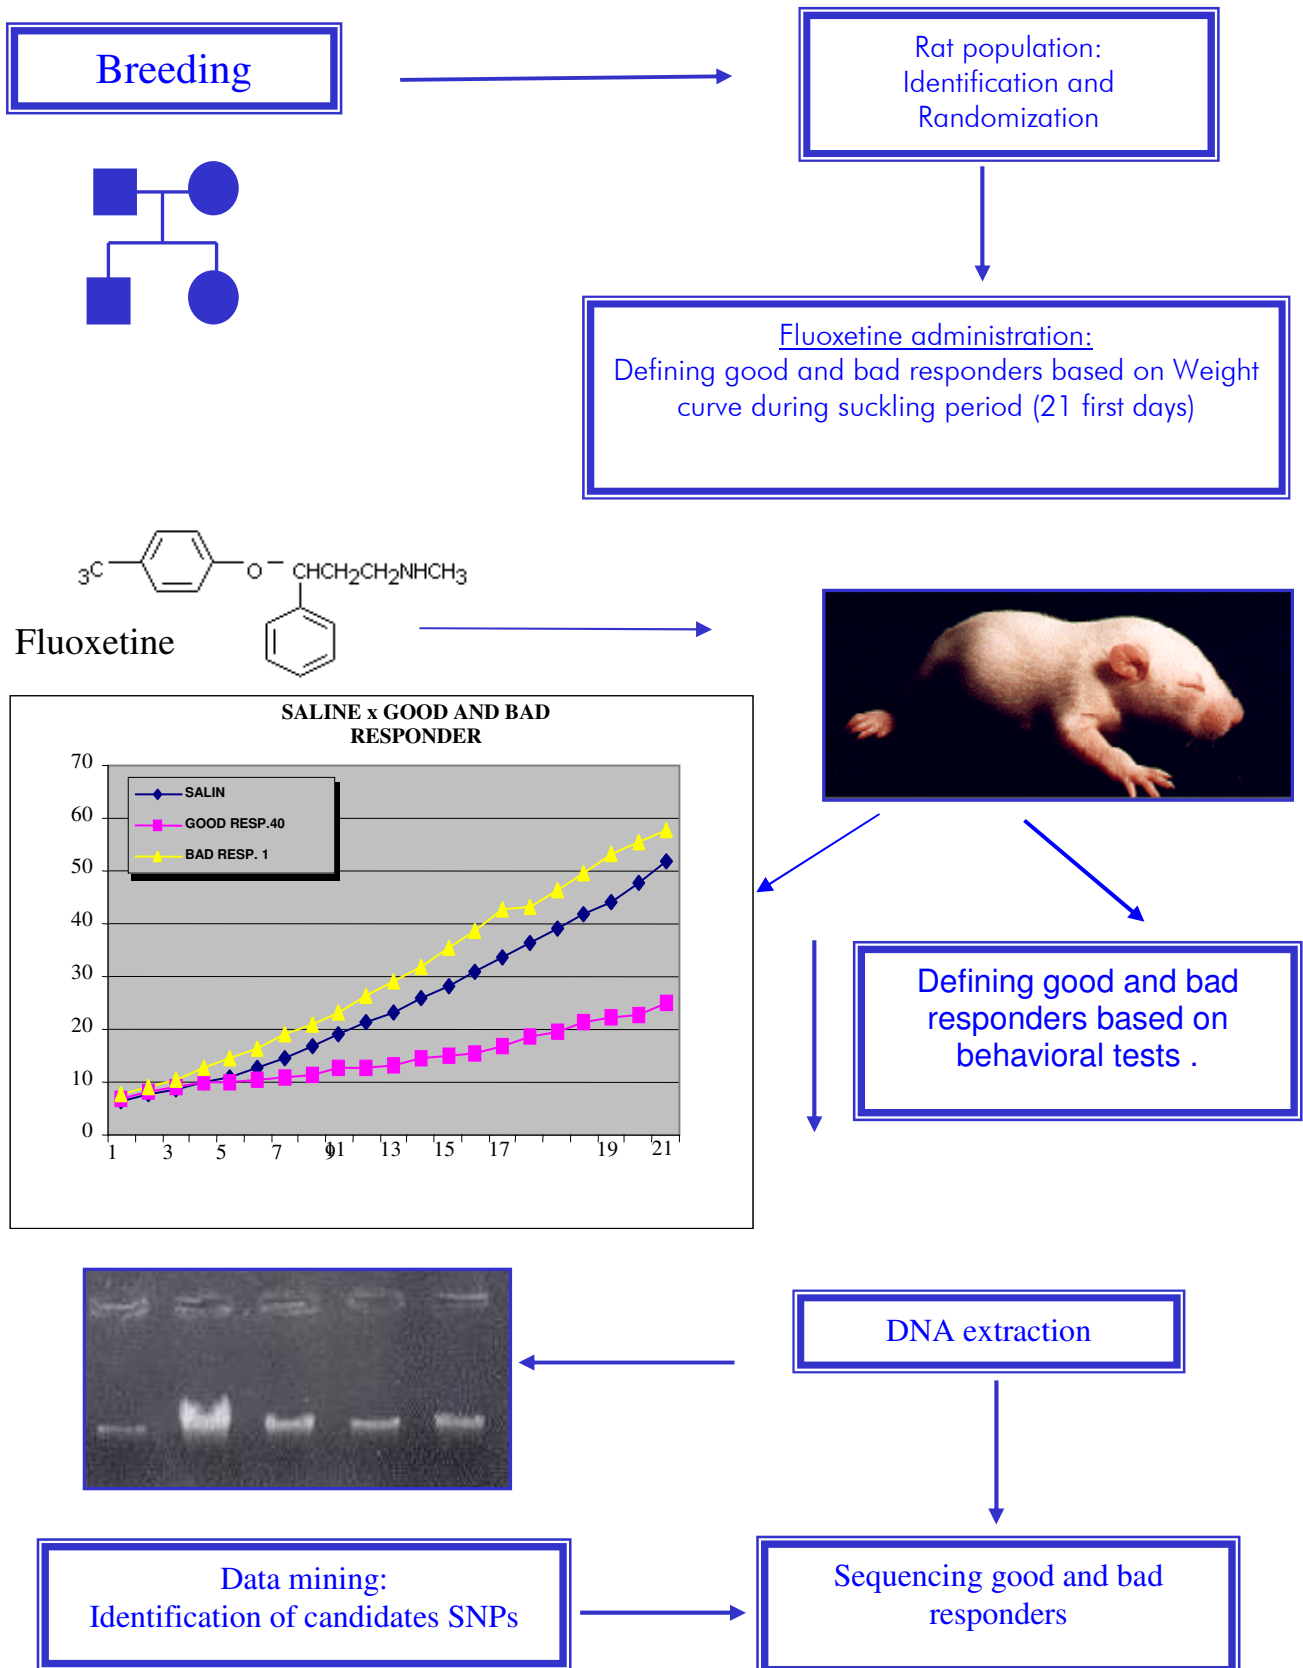 Breeding
Rat population:
Identification and
Randomization
Fluoxetine administration:
Defining good and bad responders based on Weight
curve during suckling period (21 first days)
3C
O
CHCH2CH2NHCH3
Fluoxetine
SALINE x GOOD AND BAD
RESPONDER
70
60
50
40
30
20
10
0
SALIN
GOOD RESP.40
BAD RESP. 1
1 3 5 7 9 11 13 15 17 19 21
Defining good and bad
responders based on
behavioral tests .
DNA extraction
Data mining:
Identification of candidates SNPs
Sequencing good and bad
responders